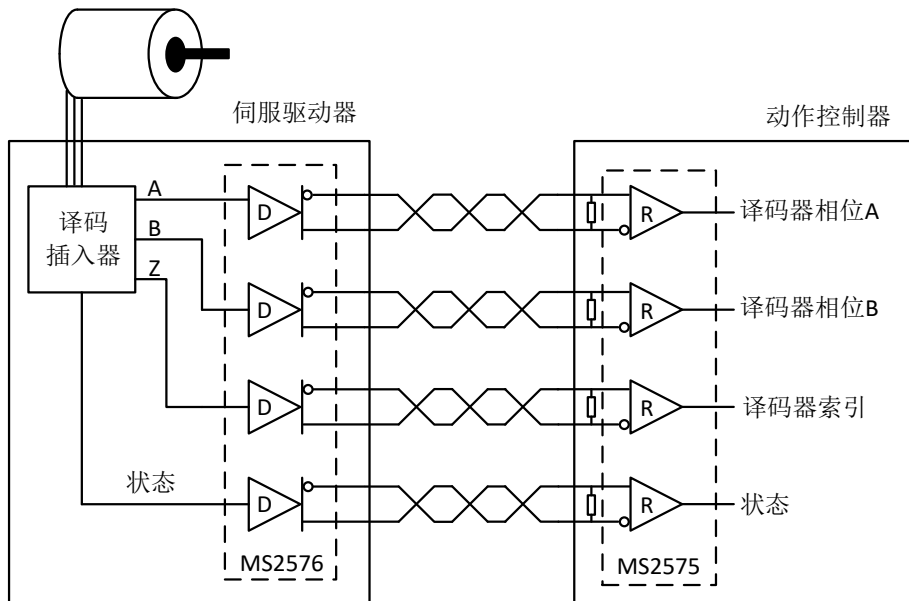 伺服驱动器
动作控制器
译码
插入器
A
B
Z
状态
D
D
D
D
MS2576
R
R
R
R
MS2575
译码器相位A
译码器相位B
译码器索引
状态